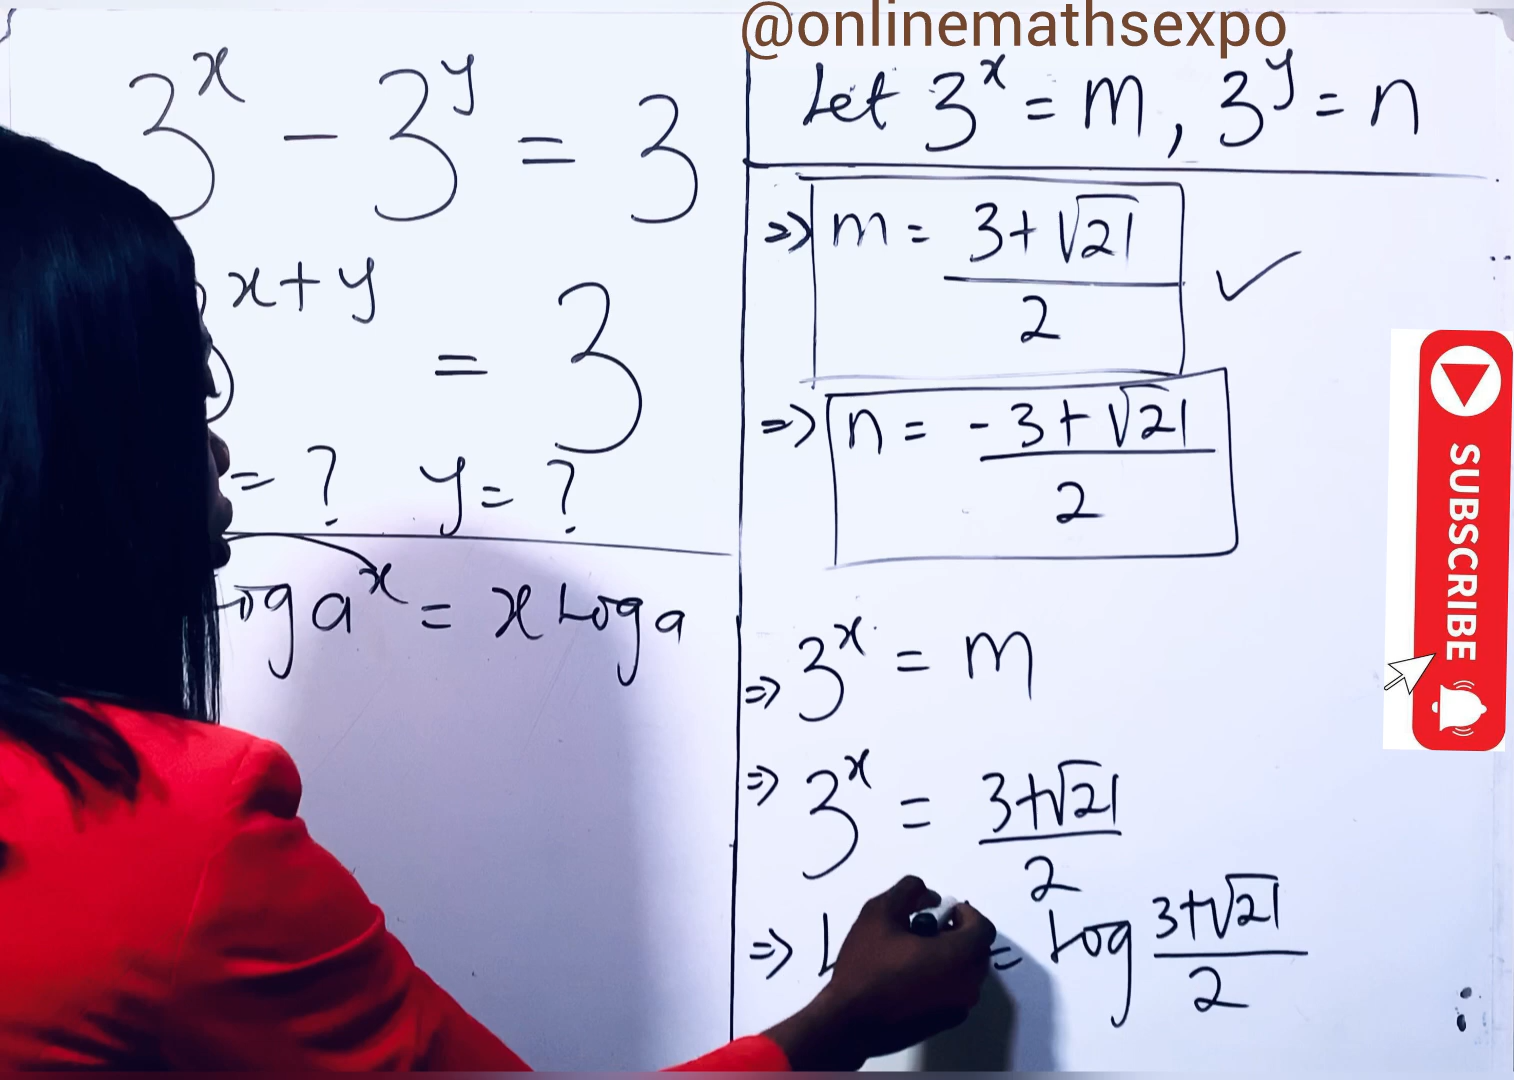 @onlinemathsexpo
3^x - 3^y = 3
x+y = 3
= ? y = ?
og a^x = x Log a
Let 3^x = m, 3^y = n
=> m = (3+√21)/2 ✓
=> n = (-3+√21)/2
=> 3^x = m
=> 3^x = (3+√21)/2
=> L = Log (3+√21)/2
SUBSCRIBE